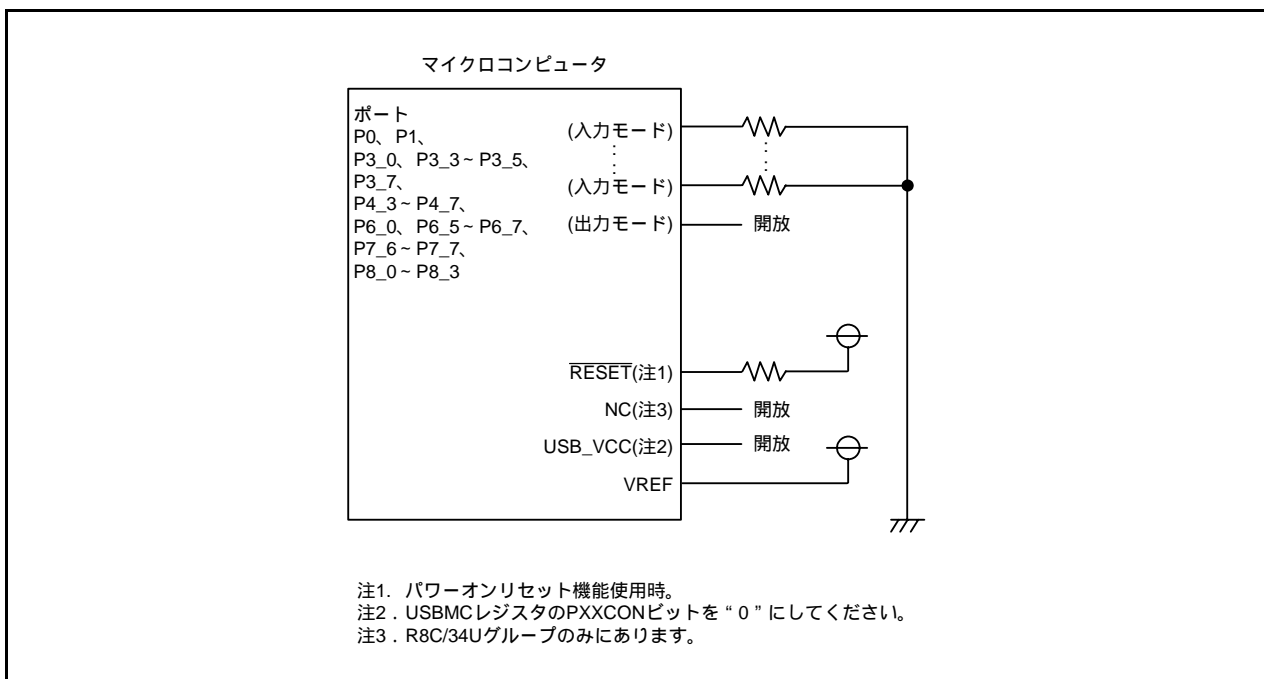 マイクロコンピュータ
ポート
P0、P1、
P3_0、P3_3~P3_5、
P3_7、
P4_3~P4_7、
P6_0、P6_5~P6_7、
P7_6~P7_7、
P8_0~P8_3
(入力モード)
(入力モード)
(出力モード)
開放
RESET(注1)
NC(注3)
開放
USB_VCC(注2)
開放
VREF
注1. パワーオンリセット機能使用時。
注2．USBMCレジスタのPXXCONビットを“0”にしてください。
注3．R8C/34Uグループのみにあります。